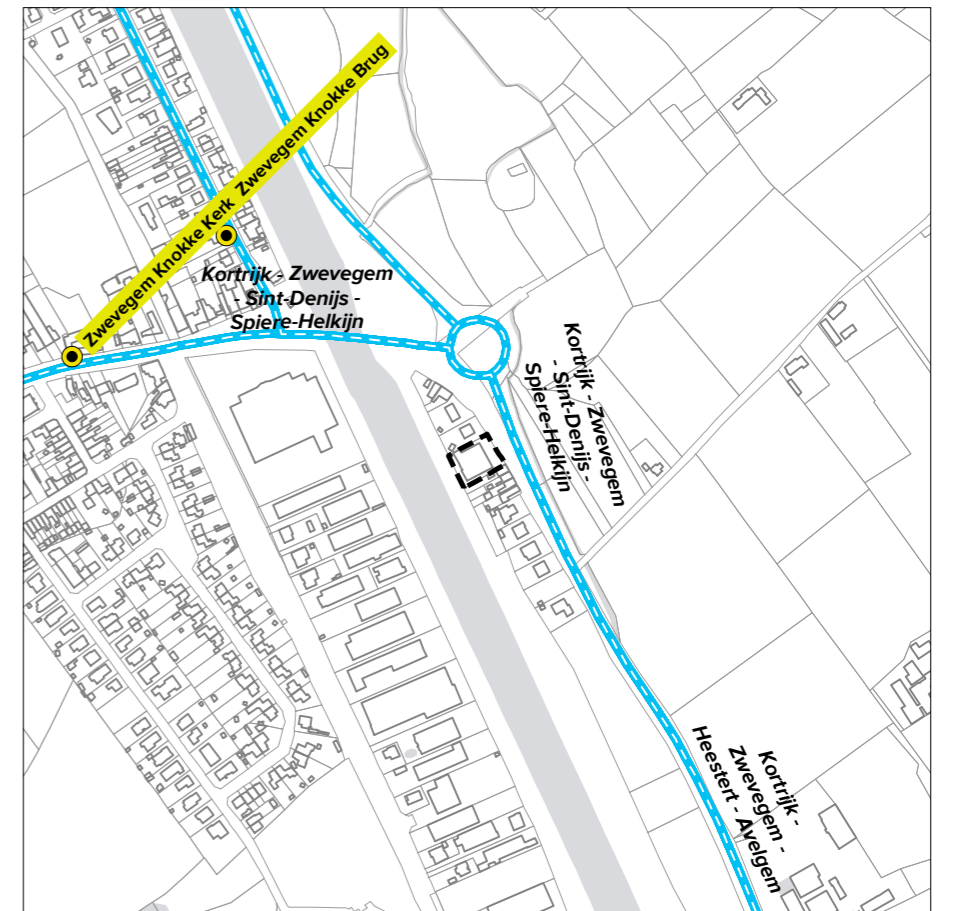 Zwevegem Knokke Kerk Zwevegem Knokke Brug
Kortrijk - Zwevegem
- Sint-Denijs -
Spiere-Helkijn
Kortrijk - Zwevegem
- Sint-Denijs -
Spiere-Helkijn
Kortrijk -
Zwevegem -
Heestert - Avelgem